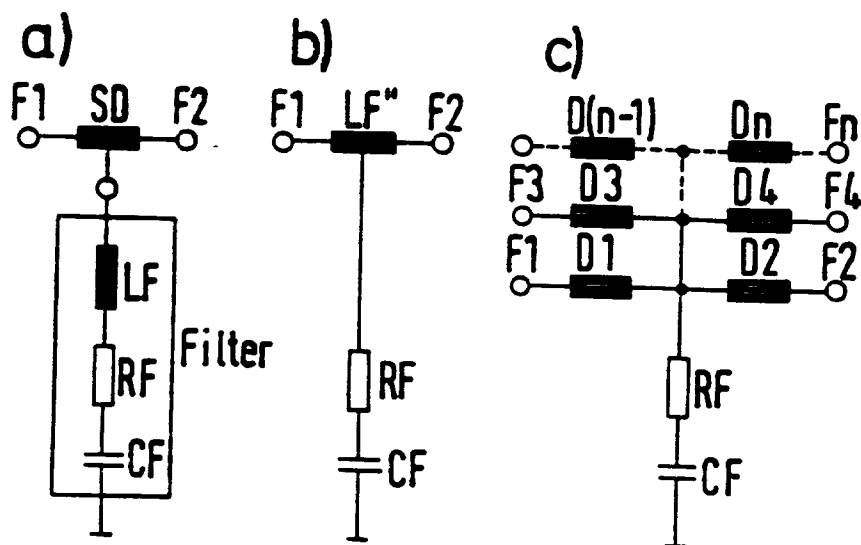 a)
F1 SD F2
LF
RF
CF
Filter
b)
F1 LF" F2
RF
CF
c)
D(n-1) Dn Fn
F3 D3 D4 F4
F1 D1 D2 F2
RF
CF